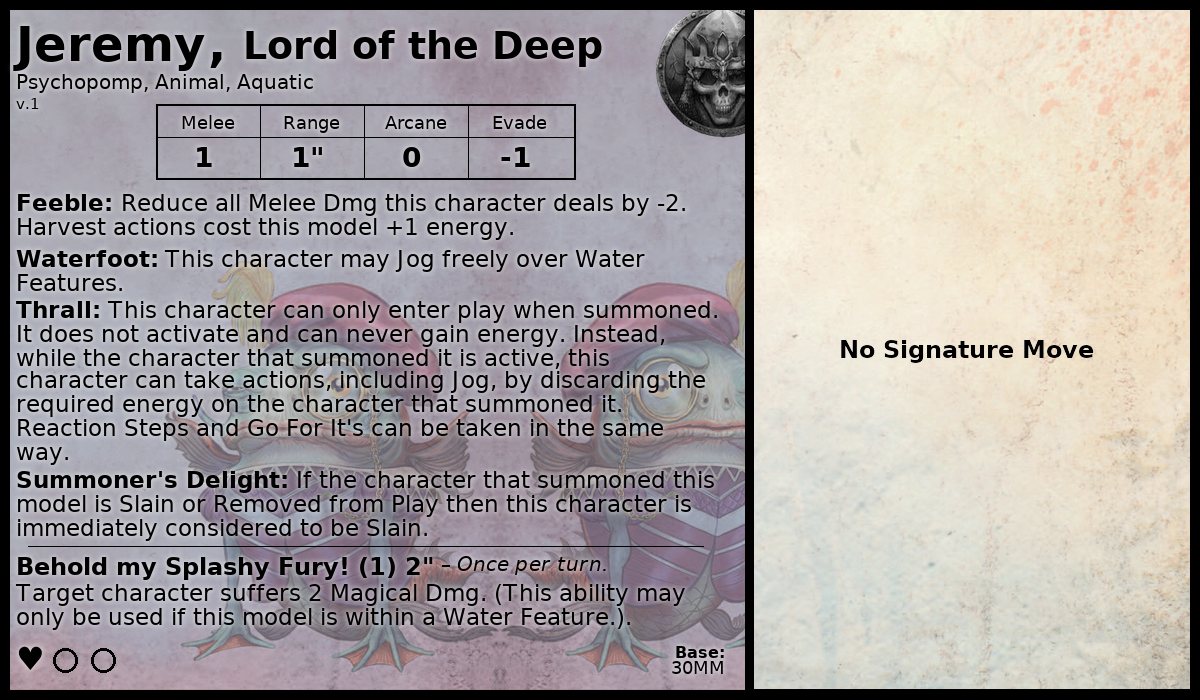 Jeremy, Lord of the Deep
Psychopomp, Animal, Aquatic
v.1
Melee Range Arcane Evade
1 1" 0 -1
Feeble: Reduce all Melee Dmg this character deals by -2.
Harvest actions cost this model +1 energy.
Waterfoot: This character may Jog freely over Water
Features.
Thrall: This character can only enter play when summoned.
It does not activate and can never gain energy. Instead,
while the character that summoned it is active, this
character can take actions, including Jog, by discarding the
required energy on the character that summoned it.
Reaction Steps and Go For It's can be taken in the same
way.
Summoner's Delight: If the character that summoned this
model is Slain or Removed from Play then this character is
immediately considered to be Slain.
Behold my Splashy Fury! (1) 2" – Once per turn.
Target character suffers 2 Magical Dmg. (This ability may
only be used if this model is within a Water Feature.).
Base:
30MM
No Signature Move